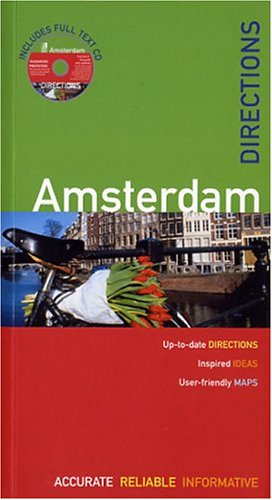 INCLUDES FULL TEXT CD
Amsterdam
DIRECTIONS
DIRECTIONS
Amsterdam
Up-to-date DIRECTIONS
Inspired IDEAS
User-friendly MAPS
ACCURATE RELIABLE INFORMATIVE